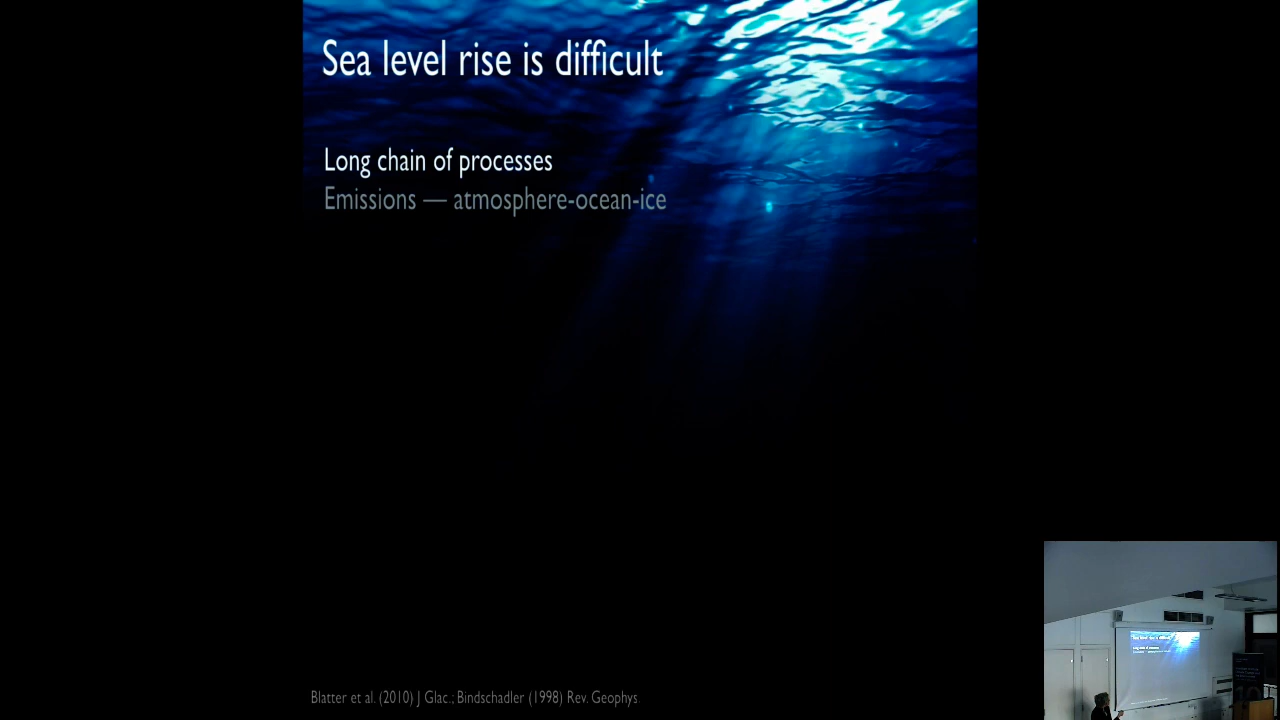 Sea level rise is difficult
Long chain of processes
Emissions — atmosphere-ocean-ice
Blatter et al. (2010) J Glac.; Bindschadler (1998) Rev. Geophys.